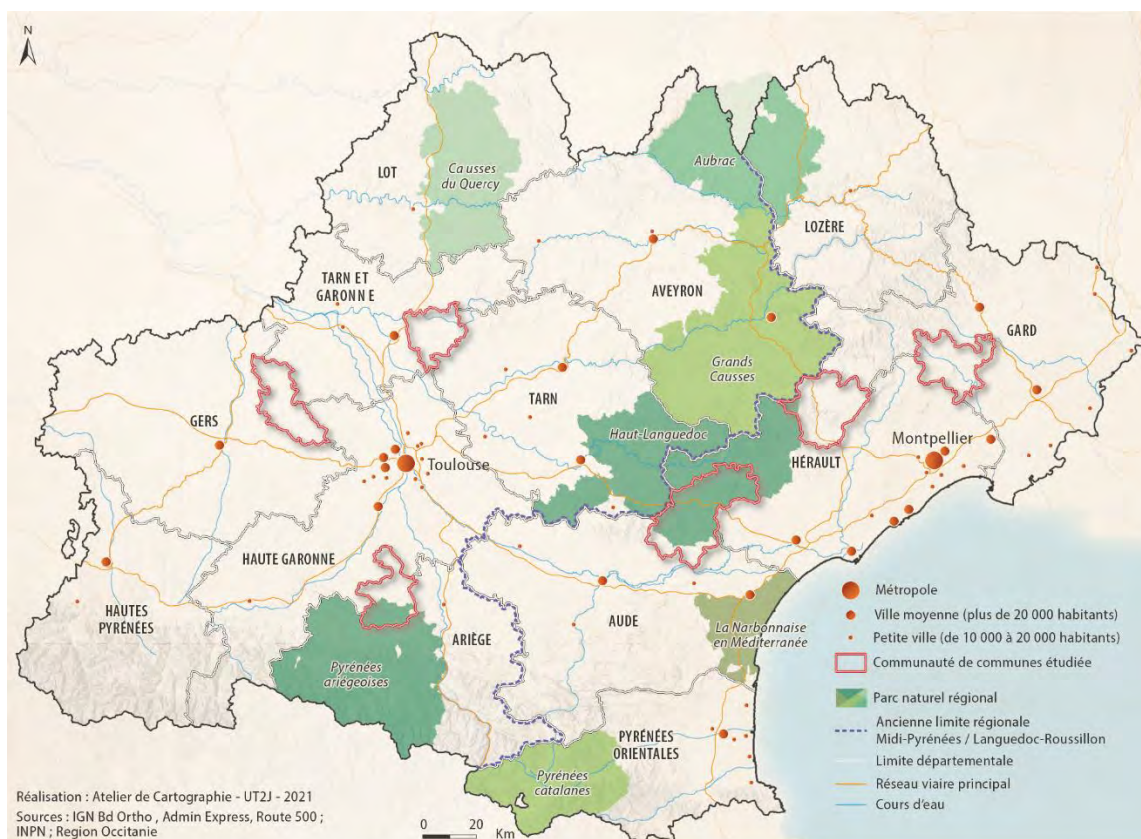 N
LOT
Causses
du Quercy
Aubrac
LOZÈRE
TARN ET
GARONNE
AVEYRON
GARD
Grands
Causses
TARN
GERS
Haut-Languedoc
Montpellier
HÉRAULT
Toulouse
HAUTE GARONNE
HAUTES
PYRÉNÉES
ARIÈGE
AUDE
La Narbonnaise
en Méditerranée
Pyrénées
ariégeoises
PYRÉNÉES
ORIENTALES
Pyrénées
catalanes
Métropole
Ville moyenne (plus de 20 000 habitants)
Petite ville (de 10 000 à 20 000 habitants)
Communauté de communes étudiée
Parc naturel régional
Ancienne limite régionale
Midi-Pyrénées / Languedoc-Roussillon
Limite départementale
Réseau viaire principal
Cours d'eau
Réalisation : Atelier de Cartographie - UT2J - 2021
Sources : IGN Bd Ortho , Admin Express, Route 500 ;
INPN ; Region Occitanie
0 20 Km